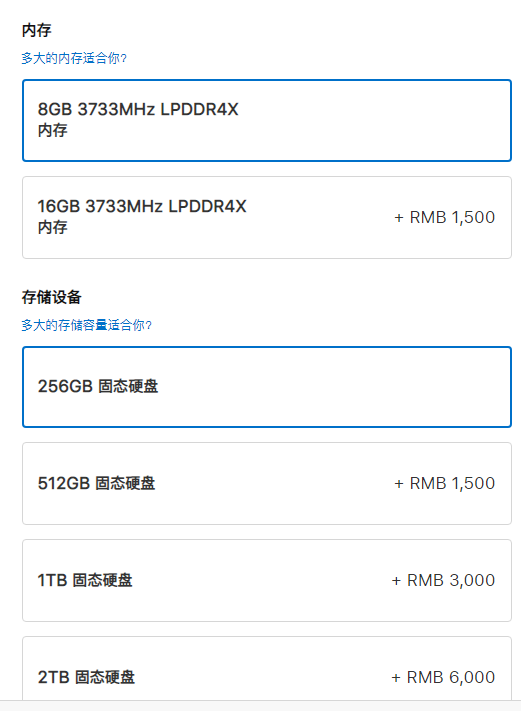 内存
多大的内存适合你?
8GB 3733MHz LPDDR4X
内存
16GB 3733MHz LPDDR4X
内存
+ RMB 1,500
存储设备
多大的存储容量适合你?
256GB 固态硬盘
512GB 固态硬盘
+ RMB 1,500
1TB 固态硬盘
+ RMB 3,000
2TB 固态硬盘
+ RMB 6,000